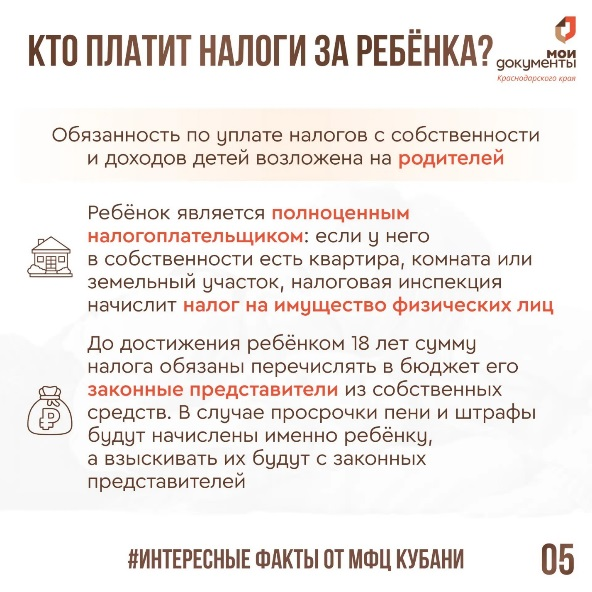 КТО ПЛАТИТ НАЛОГИ ЗА РЕБЁНКА?
МОИ
ДОКУМЕНТЫ
Краснодарского края
Обязанность по уплате налогов с собственности
и доходов детей возложена на родителей
Ребёнок является полноценным
налогоплательщиком: если у него
в собственности есть квартира, комната или
земельный участок, налоговая инспекция
начислит налог на имущество физических лиц
До достижения ребёнком 18 лет сумму
налога обязаны перечислять в бюджет его
законные представители из собственных
средств. В случае просрочки пени и штрафы
будут начислены именно ребёнку,
а взыскивать их будут с законных
представителей
#ИНТЕРЕСНЫЕ ФАКТЫ ОТ МФЦ КУБАНИ
05